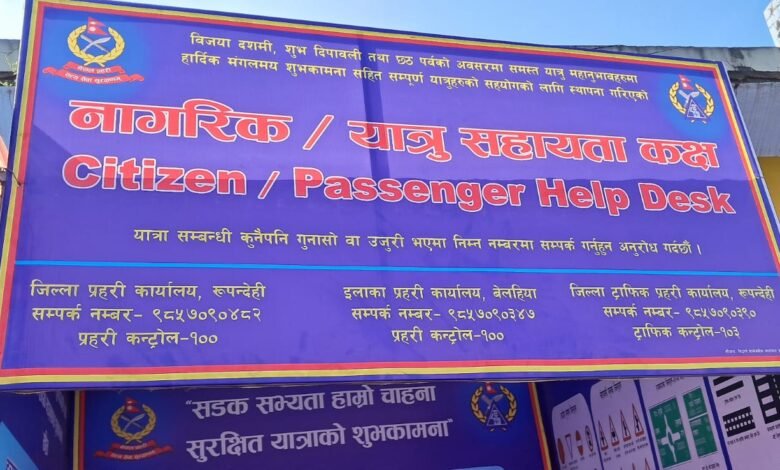 विजया दशमी, शुभ दिपावली तथा छठ पर्वको अवसरमा समस्त यात्रु महानुभावहरुमा
हार्दिक मंगलमय शुभकामना सहित सम्पूर्ण यात्रुहरुको सहयोगको लागि स्थापना गरिएको
नागरिक / यात्रु सहायता कक्ष
Citizen / Passenger Help Desk
यात्रा सम्बन्धी कुनैपनि गुनासो वा उजुरी भएमा निम्न नम्बरमा सम्पर्क गर्नुहुन अनुरोध गर्दछौं ।
जिल्ला प्रहरी कार्यालय, रूपन्देही
सम्पर्क नम्बर- ९८५७०९०४८२
प्रहरी कन्ट्रोल-१००
इलाका प्रहरी कार्यालय, बेलहिया
सम्पर्क नम्बर- ९८५७०९०३४७
प्रहरी कन्ट्रोल-१००
जिल्ला ट्राफिक प्रहरी कार्यालय, रूपन्देही
सम्पर्क नम्बर- ९८५७०९०३९०
ट्राफिक कन्ट्रोल-१०३
"सडक सभ्यता हाम्रो चाहना
सुरक्षित यात्राको शुभकामना"